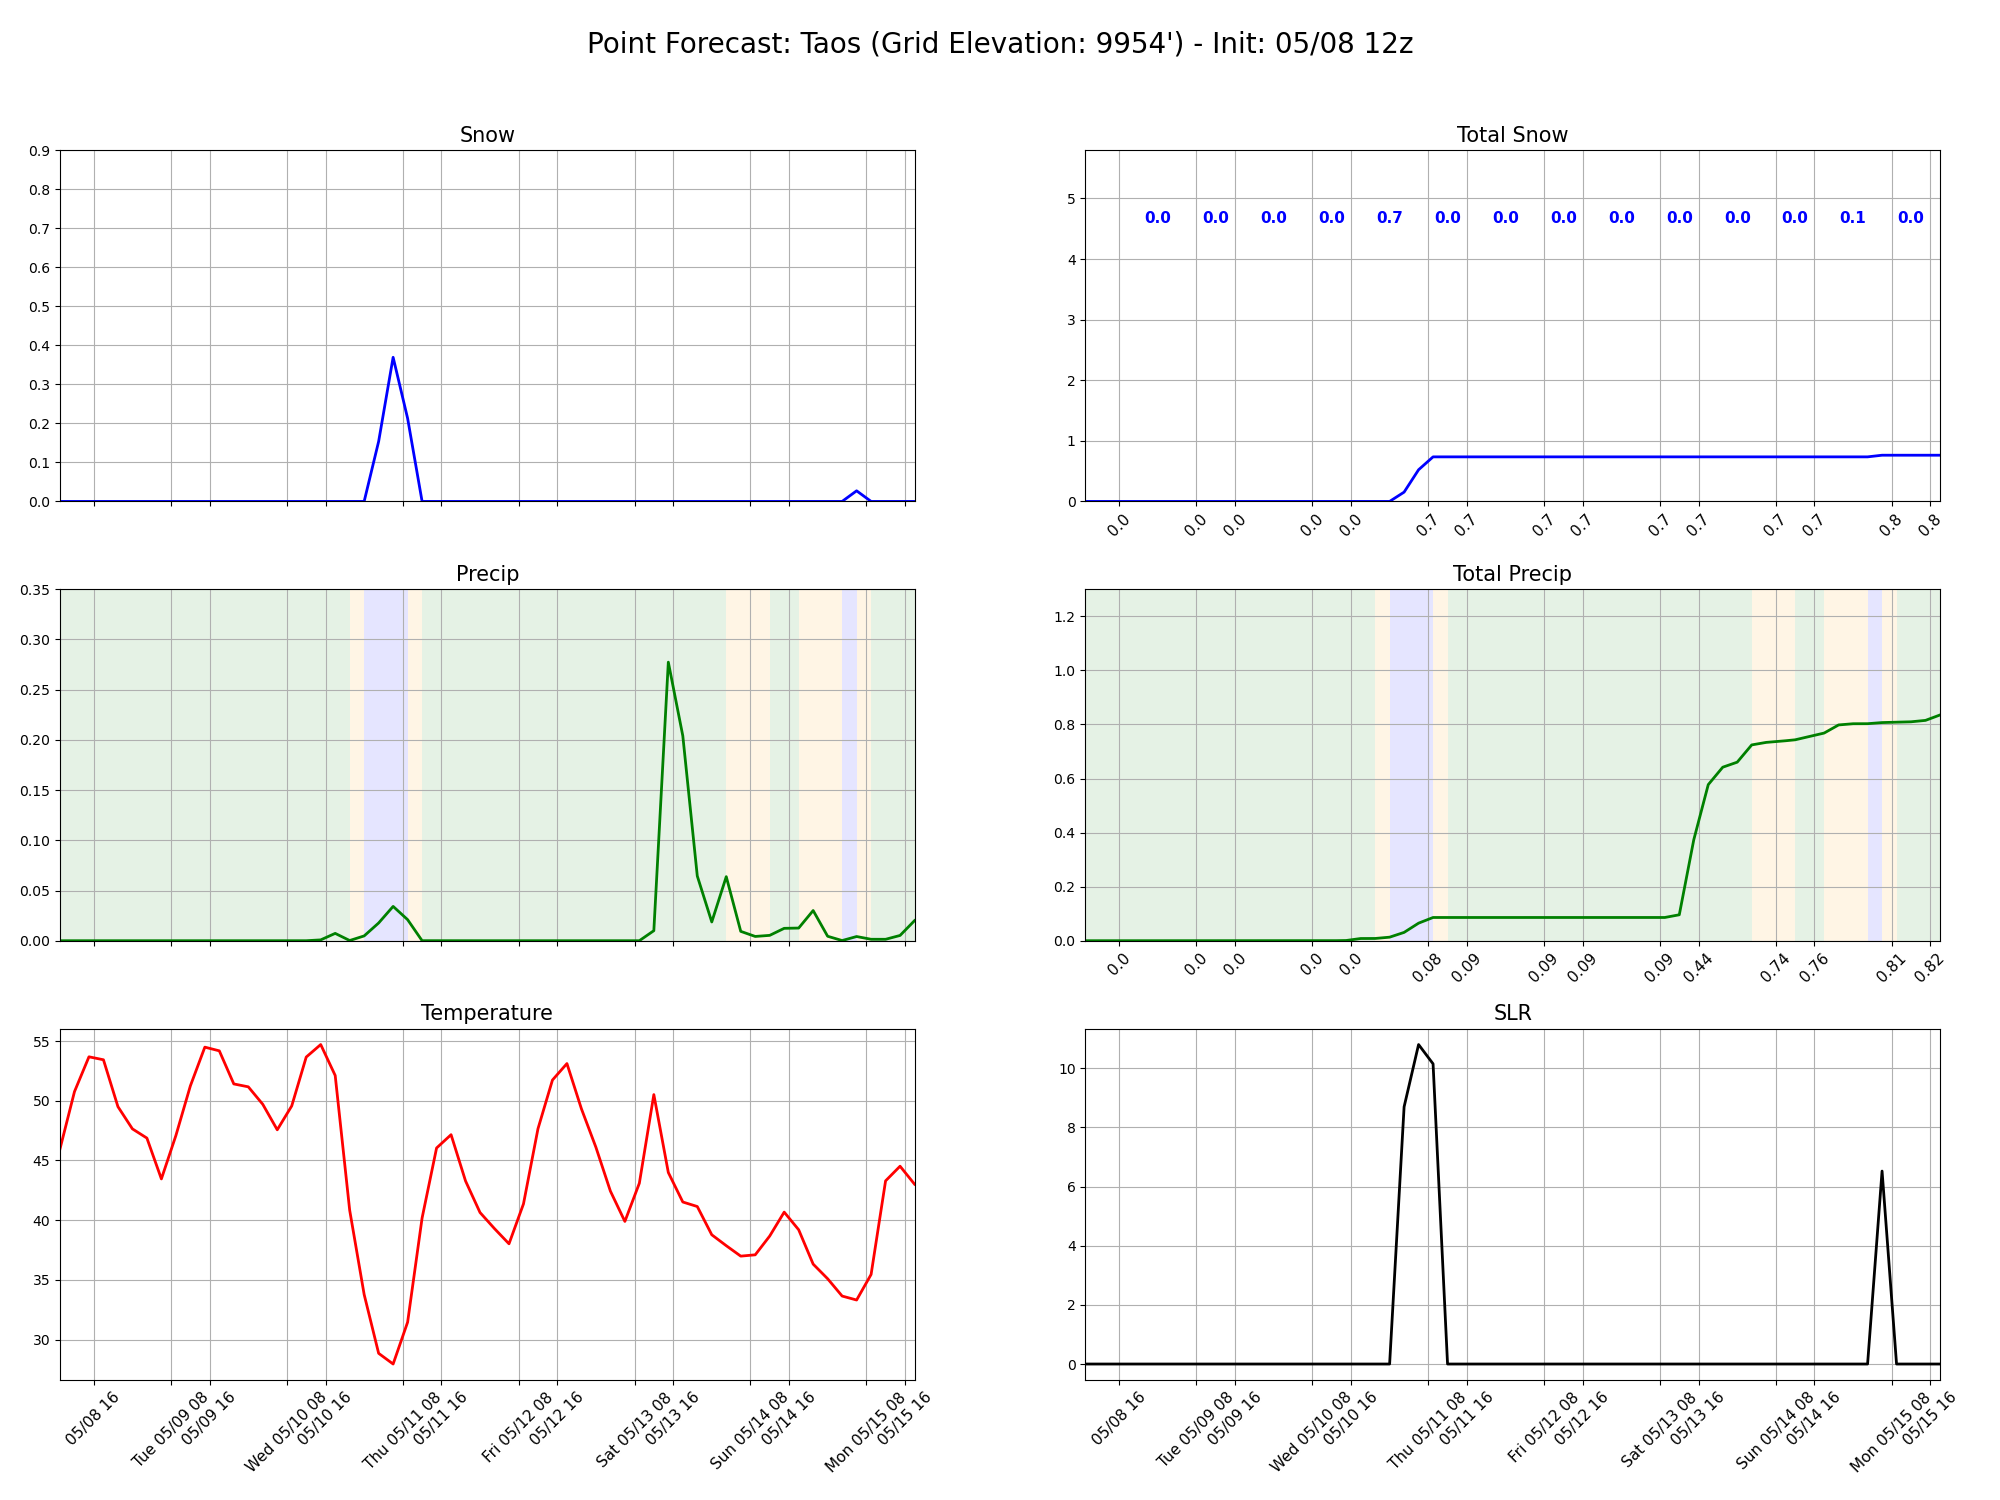 Point Forecast: Taos (Grid Elevation: 9954') - Init: 05/08 12z
Snow
0.9
0.8
0.7
0.6
0.5
0.4
0.3
0.2
0.1
0.0
Total Snow
5
4
3
2
1
0
0.0 0.0 0.0 0.0 0.7 0.0 0.0 0.0 0.0 0.0 0.0 0.0 0.1 0.0
0.0 0.0 0.0 0.0 0.0 0.7 0.7 0.7 0.7 0.7 0.7 0.7 0.7 0.8 0.8
Precip
0.35
0.30
0.25
0.20
0.15
0.10
0.05
0.00
Total Precip
1.2
1.0
0.8
0.6
0.4
0.2
0.0
0.0 0.0 0.0 0.0 0.0 0.08 0.09 0.09 0.09 0.09 0.44 0.74 0.76 0.81 0.82
Temperature
55
50
45
40
35
30
05/08 16
Tue 05/09 08
05/09 16
Wed 05/10 08
05/10 16
Thu 05/11 08
05/11 16
Fri 05/12 08
05/12 16
Sat 05/13 08
05/13 16
Sun 05/14 08
05/14 16
Mon 05/15 08
05/15 16
SLR
10
8
6
4
2
0
05/08 16
Tue 05/09 08
05/09 16
Wed 05/10 08
05/10 16
Thu 05/11 08
05/11 16
Fri 05/12 08
05/12 16
Sat 05/13 08
05/13 16
Sun 05/14 08
05/14 16
Mon 05/15 08
05/15 16